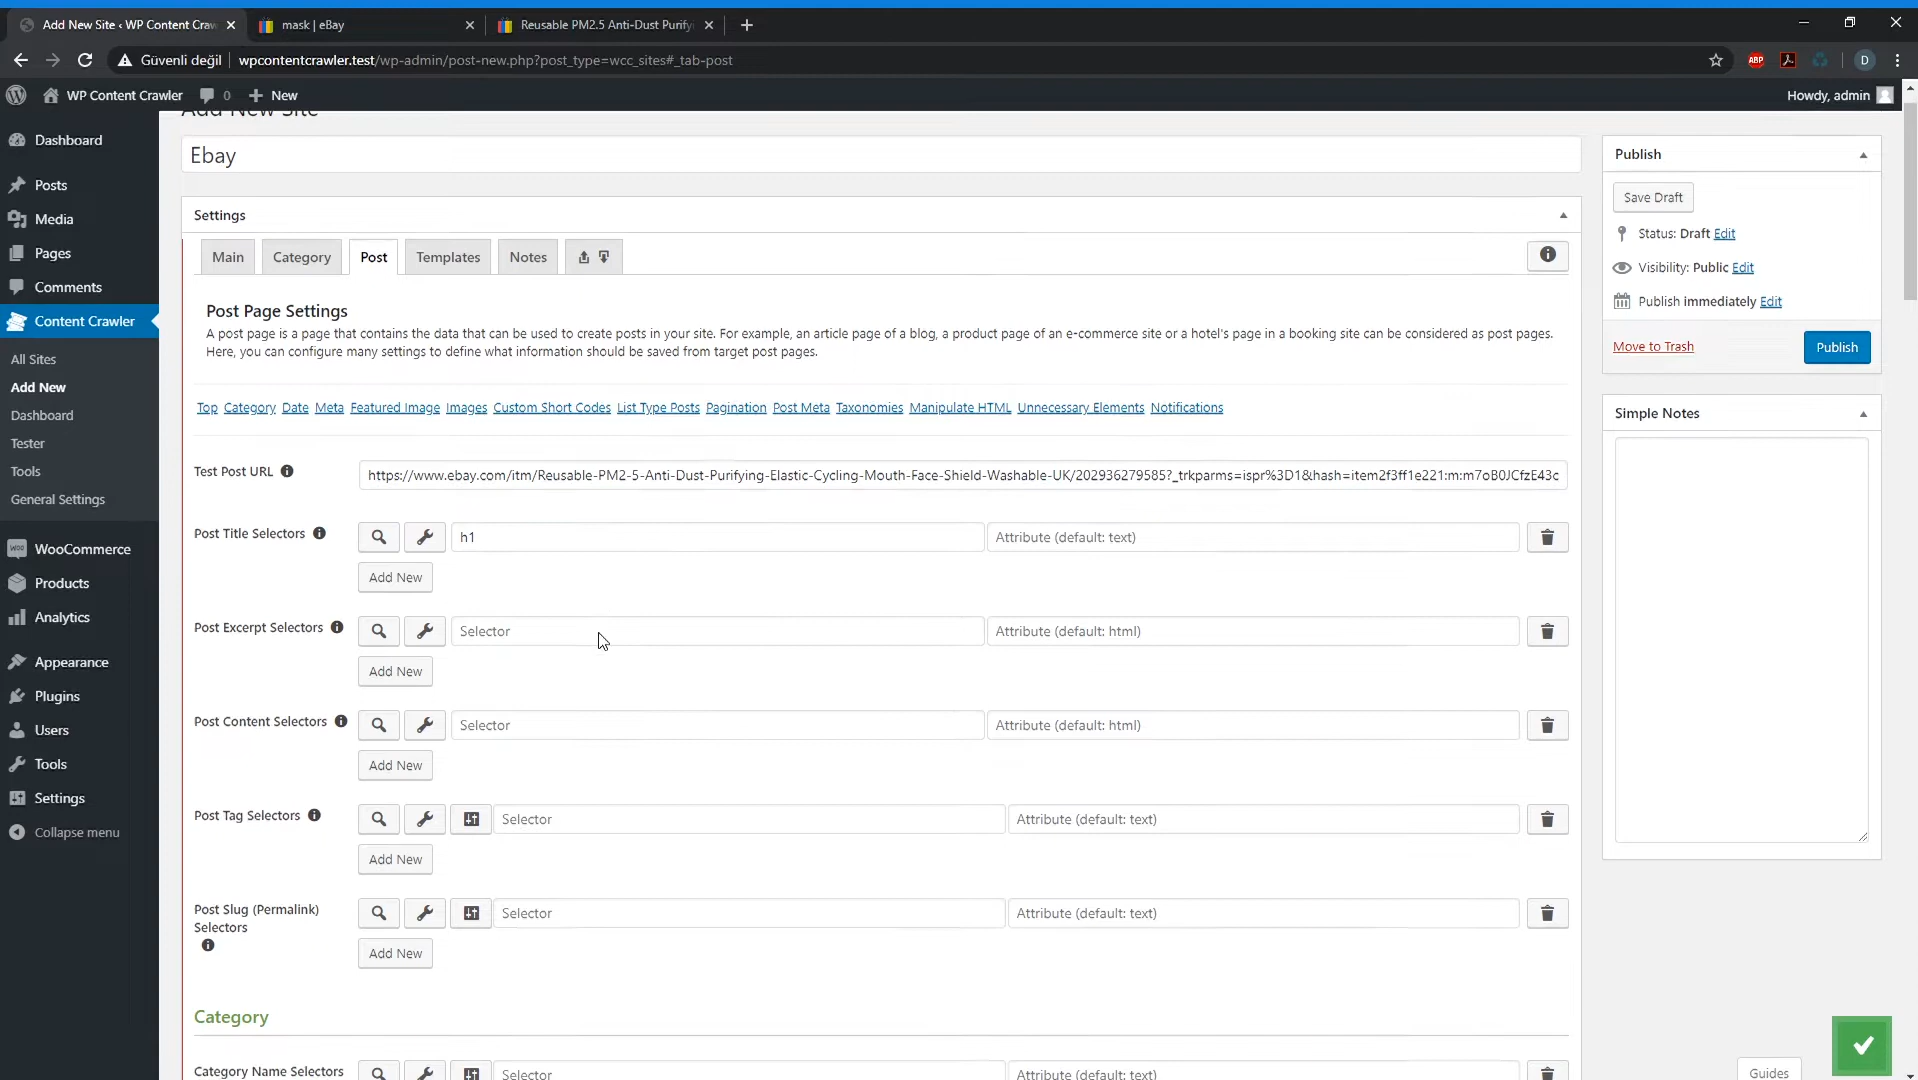 Add New Site ‹ WP Content Craw
mask | eBay
Reusable PM2.5 Anti-Dust Purify
Güvenli değil
wpcontentcrawler.test/wp-admin/post-new.php?post_type=wcc_sites#_tab-post
ABP
D
WP Content Crawler
0
New
Howdy, admin
Dashboard
Posts
Media
Pages
Comments
Content Crawler
All Sites
Add New
Dashboard
Tester
Tools
General Settings
WooCommerce
Products
Analytics
Appearance
Plugins
Users
Tools
Settings
Collapse menu
Add New Site
Ebay
Settings
Main
Category
Post
Templates
Notes
Post Page Settings
A post page is a page that contains the data that can be used to create posts in your site. For example, an article page of a blog, a product page of an e-commerce site or a hotel's page in a booking site can be considered as post pages.
Here, you can configure many settings to define what information should be saved from target post pages.
Top Category Date Meta Featured Image Images Custom Short Codes List Type Posts Pagination Post Meta Taxonomies Manipulate HTML Unnecessary Elements Notifications
Test Post URL
https://www.ebay.com/itm/Reusable-PM2-5-Anti-Dust-Purifying-Elastic-Cycling-Mouth-Face-Shield-Washable-UK/202936279585?_trkparms=ispr%3D1&hash=item2f3ff1e221:m:m7oB0JCfzE43c
Post Title Selectors
h1
Attribute (default: text)
Add New
Post Excerpt Selectors
Selector
Attribute (default: html)
Add New
Post Content Selectors
Selector
Attribute (default: html)
Add New
Post Tag Selectors
Selector
Attribute (default: text)
Add New
Post Slug (Permalink)
Selectors
Selector
Attribute (default: text)
Add New
Category
Category Name Selectors
Selector
Attribute (default: text)
Publish
Save Draft
Status: Draft Edit
Visibility: Public Edit
Publish immediately Edit
Move to Trash
Publish
Simple Notes
Guides